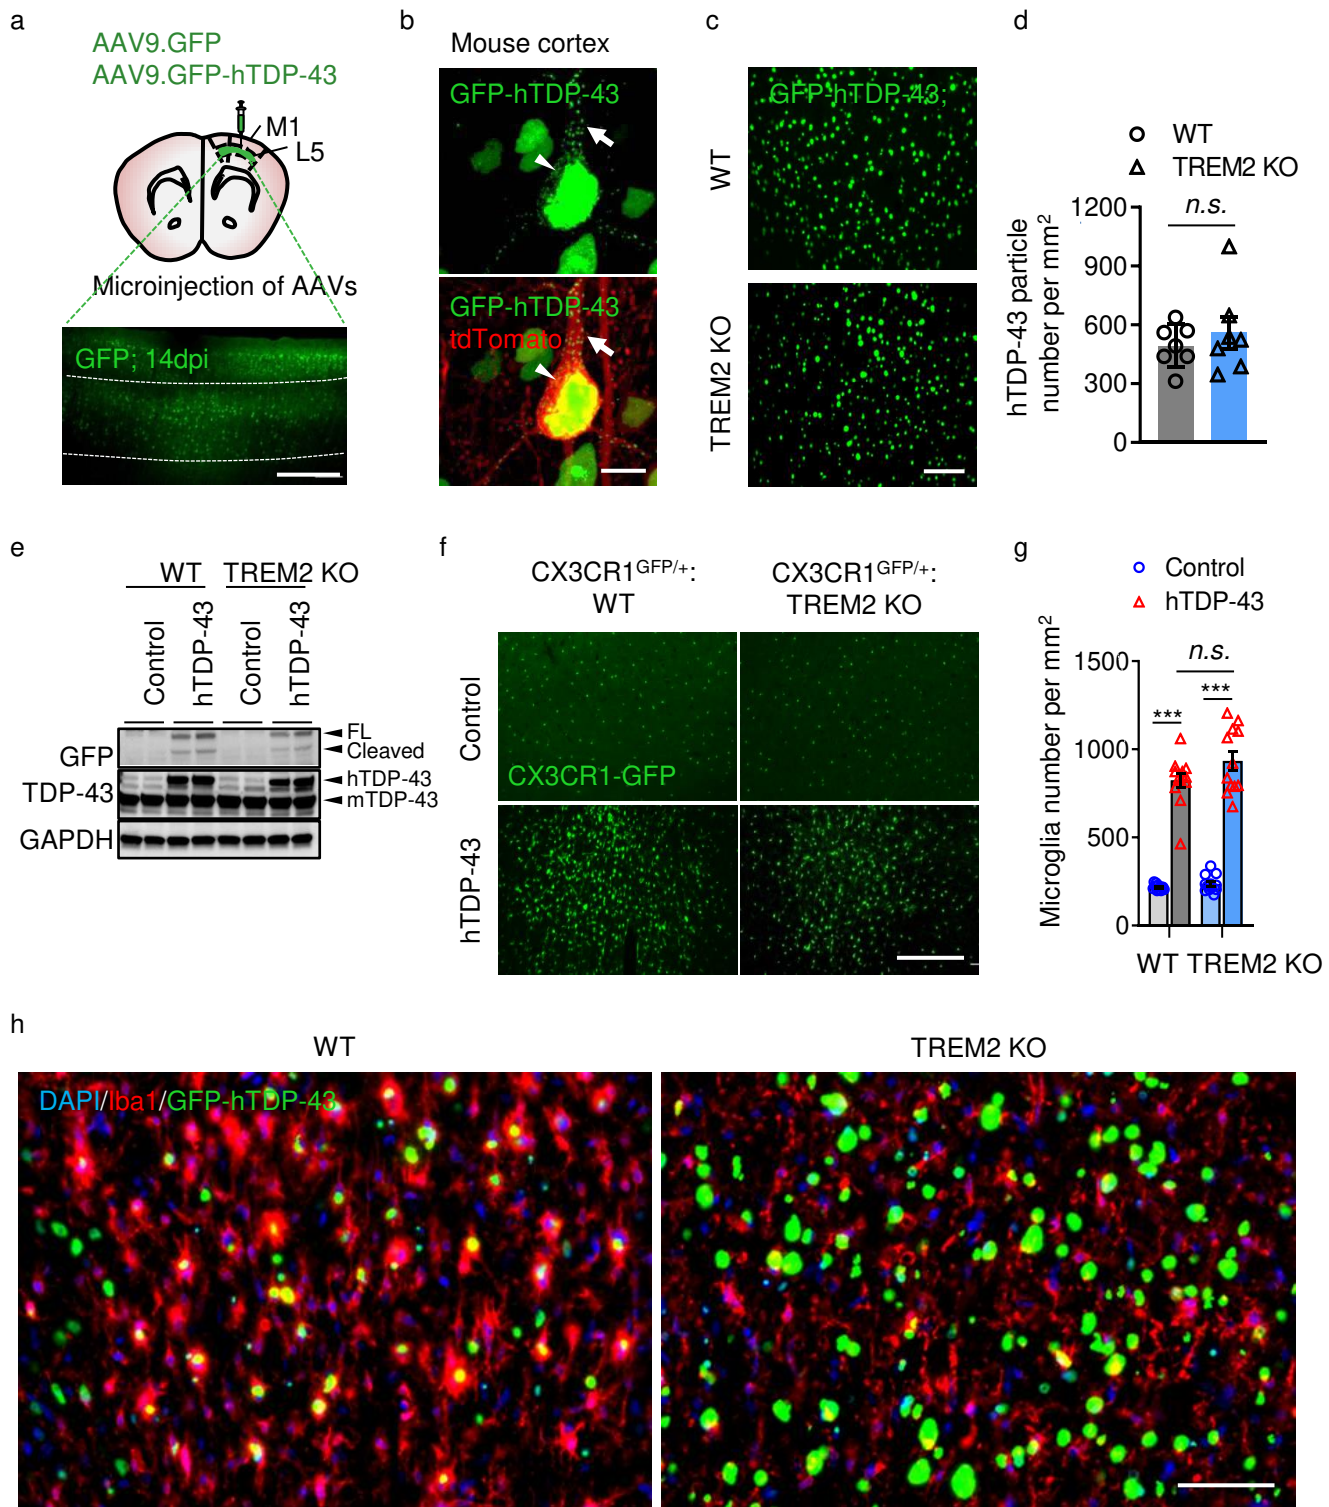 a
AAV9.GFP
AAV9.GFP-hTDP-43
M1
L5
Microinjection of AAVs
GFP; 14dpi
b
Mouse cortex
GFP-hTDP-43
GFP-hTDP-43
tdTomato
c
GFP-hTDP-43;
WT
TREM2 KO
d
WT
TREM2 KO
n.s.
hTDP-43 particle
number per mm²
1200
900
600
300
0
e
WT TREM2 KO
Control
hTDP-43
Control
hTDP-43
GFP
FL
Cleaved
TDP-43
hTDP-43
mTDP-43
GAPDH
f
CX3CR1GFP/+:
WT
CX3CR1GFP/+:
TREM2 KO
Control
CX3CR1-GFP
hTDP-43
g
Control
hTDP-43
n.s.
***
***
Microglia number per mm²
1500
1000
500
0
WT TREM2 KO
h
WT
TREM2 KO
DAPI/Iba1/GFP-hTDP-43